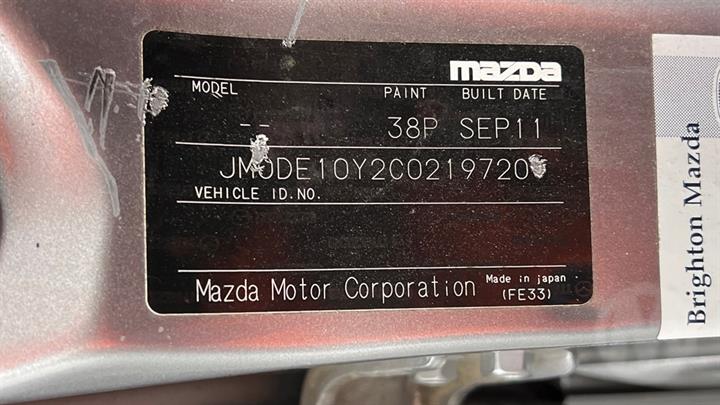 mazda
MODEL PAINT BUILT DATE
-- 38P SEP11
JM0DE10Y2C0219720
VEHICLE ID.NO.
Mazda Motor Corporation Made in japan
(FE33)
Brighton Mazda